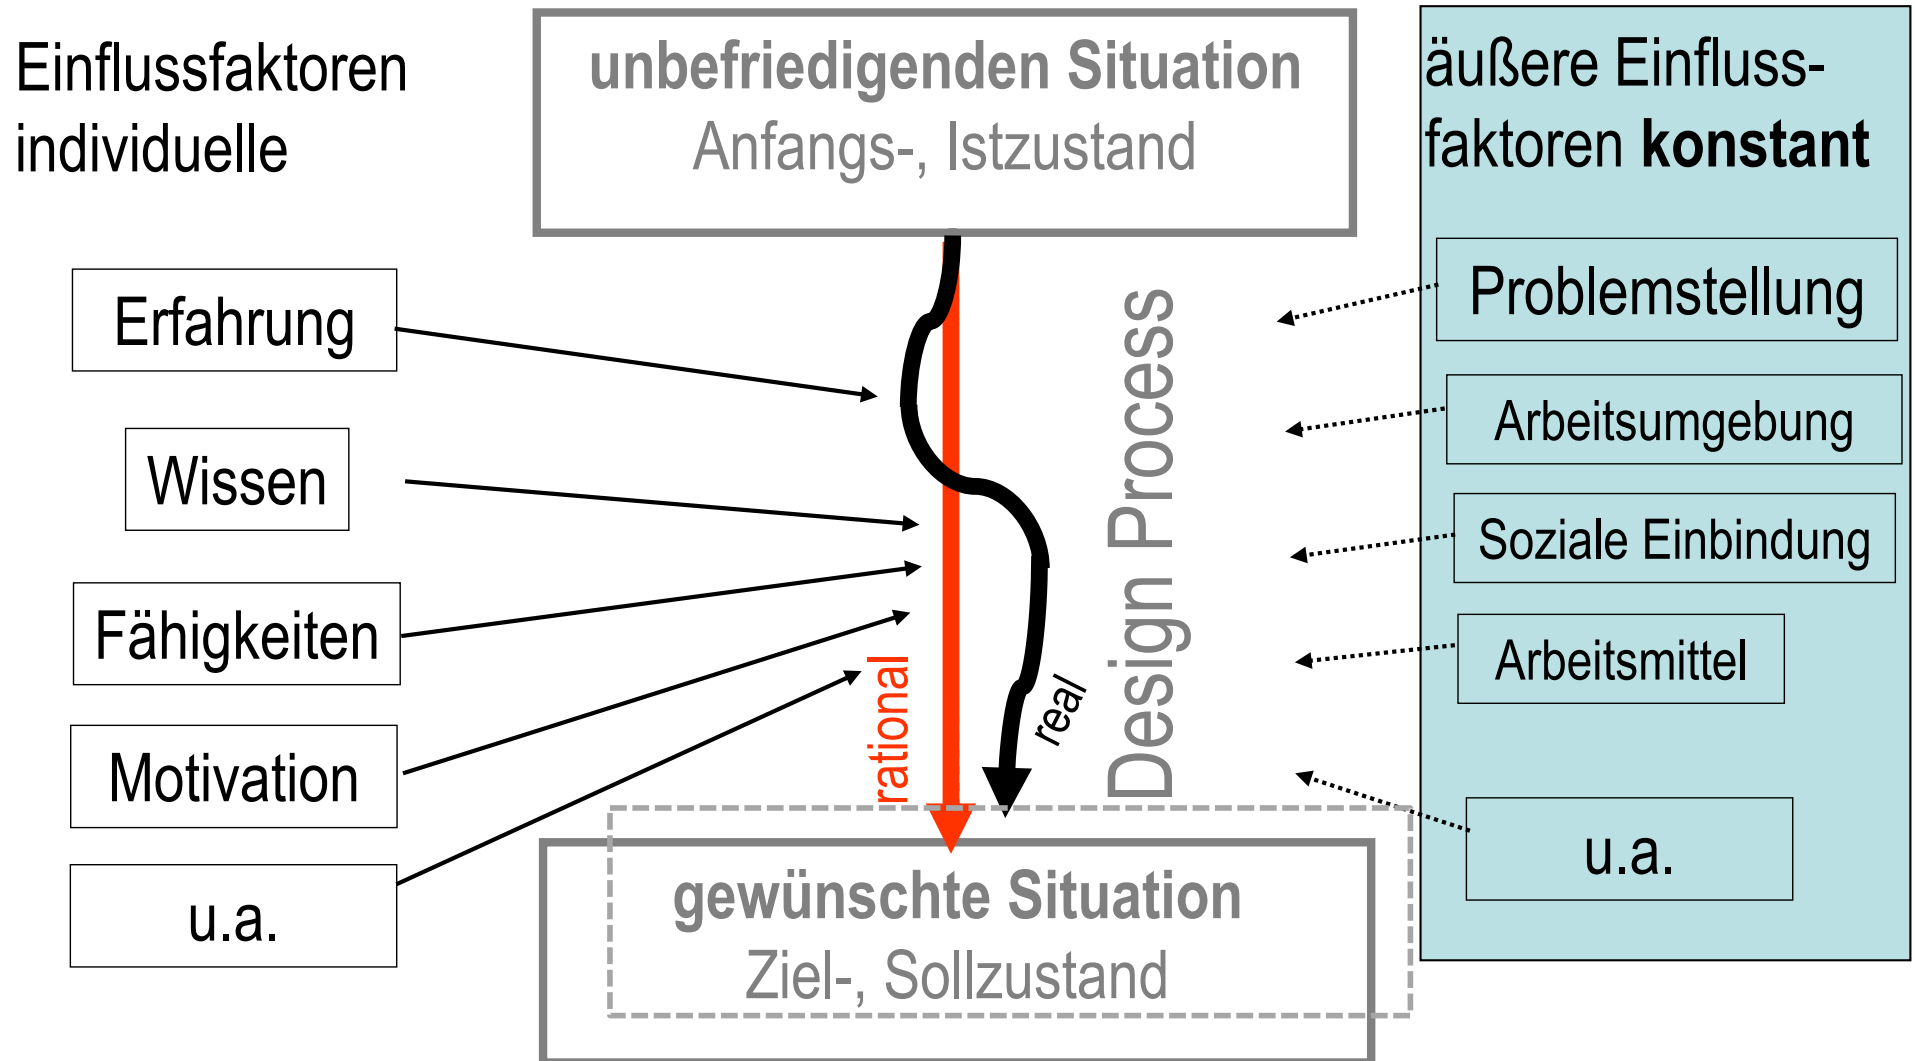 Einflussfaktoren
individuelle
unbefriedigenden Situation
Anfangs-, Istzustand
äußere Einfluss-
faktoren konstant
Erfahrung
Wissen
Fähigkeiten
Motivation
u.a.
rational
real
Design Process
Problemstellung
Arbeitsumgebung
Soziale Einbindung
Arbeitsmittel
u.a.
gewünschte Situation
Ziel-, Sollzustand